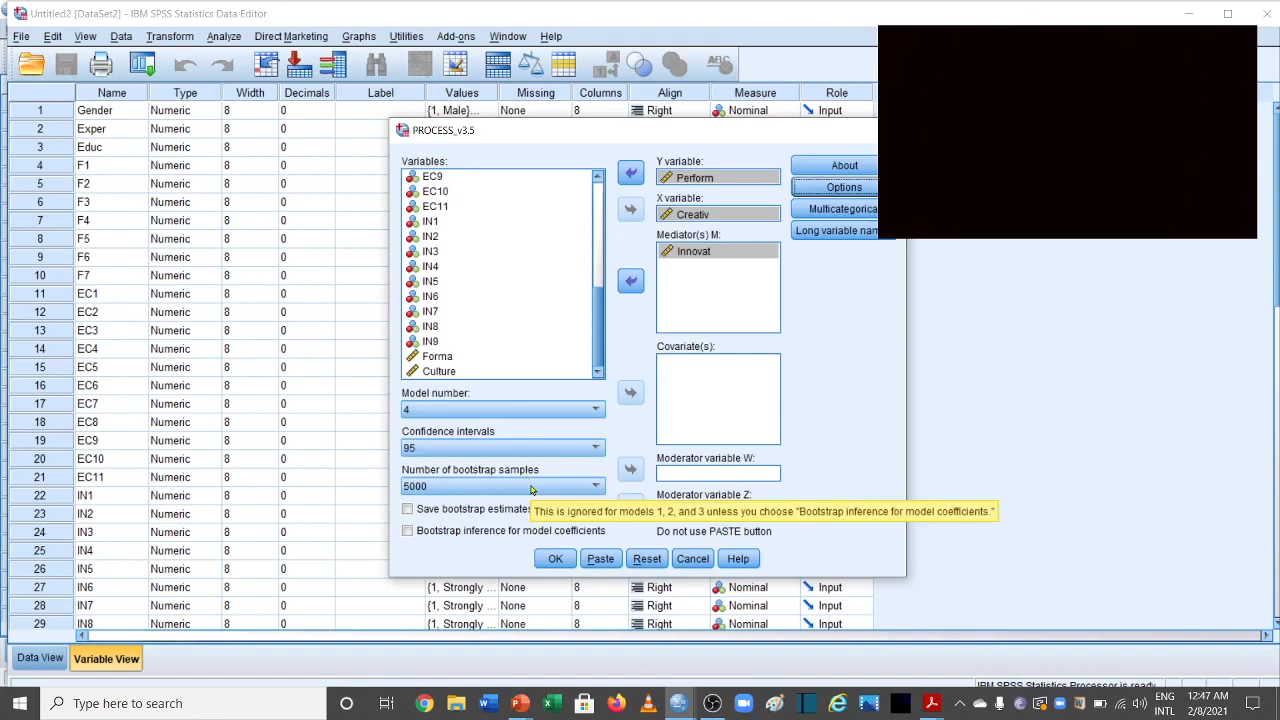 Untitled2 [DataSet2] - IBM SPSS Statistics Data Editor
File Edit View Data Transform Analyze Direct Marketing Graphs Utilities Add-ons Window Help
Name Type Width Decimals Label Values Missing Columns Align Measure Role
1 Gender Numeric 8 0 {1, Male}... None 8 Right Nominal Input
2 Exper Numeric 8 0
3 Educ Numeric 8 0
4 F1 Numeric 8 0
5 F2 Numeric 8 0
6 F3 Numeric 8 0
7 F4 Numeric 8 0
8 F5 Numeric 8 0
9 F6 Numeric 8 0
10 F7 Numeric 8 0
11 EC1 Numeric 8 0
12 EC2 Numeric 8 0
13 EC3 Numeric 8 0
14 EC4 Numeric 8 0
15 EC5 Numeric 8 0
16 EC6 Numeric 8 0
17 EC7 Numeric 8 0
18 EC8 Numeric 8 0
19 EC9 Numeric 8 0
20 EC10 Numeric 8 0
21 EC11 Numeric 8 0
22 IN1 Numeric 8 0
23 IN2 Numeric 8 0
24 IN3 Numeric 8 0
25 IN4 Numeric 8 0
26 IN5 Numeric 8 0
27 IN6 Numeric 8 0 {1, Strongly ... None 8 Right Nominal Input
28 IN7 Numeric 8 0 {1, Strongly ... None 8 Right Nominal Input
29 IN8 Numeric 8 0 {1, Strongly ... None 8 Right Nominal Input
PROCESS_v3.5
Variables:
EC9
EC10
EC11
IN1
IN2
IN3
IN4
IN5
IN6
IN7
IN8
IN9
Forma
Culture
Model number:
4
Confidence intervals
95
Number of bootstrap samples
5000
Save bootstrap estimates
Bootstrap inference for model coefficients
Y variable:
Perform
X variable:
Creativ
Mediator(s) M:
Innovat
Covariate(s):
Moderator variable W:
Moderator variable Z:
This is ignored for models 1, 2, and 3 unless you choose "Bootstrap inference for model coefficients."
Do not use PASTE button
About
Options
Multicategorica
Long variable nam
OK Paste Reset Cancel Help
Data View Variable View
IBM SPSS Statistics Processor is ready
Type here to search
ENG
INTL
12:47 AM
2/8/2021